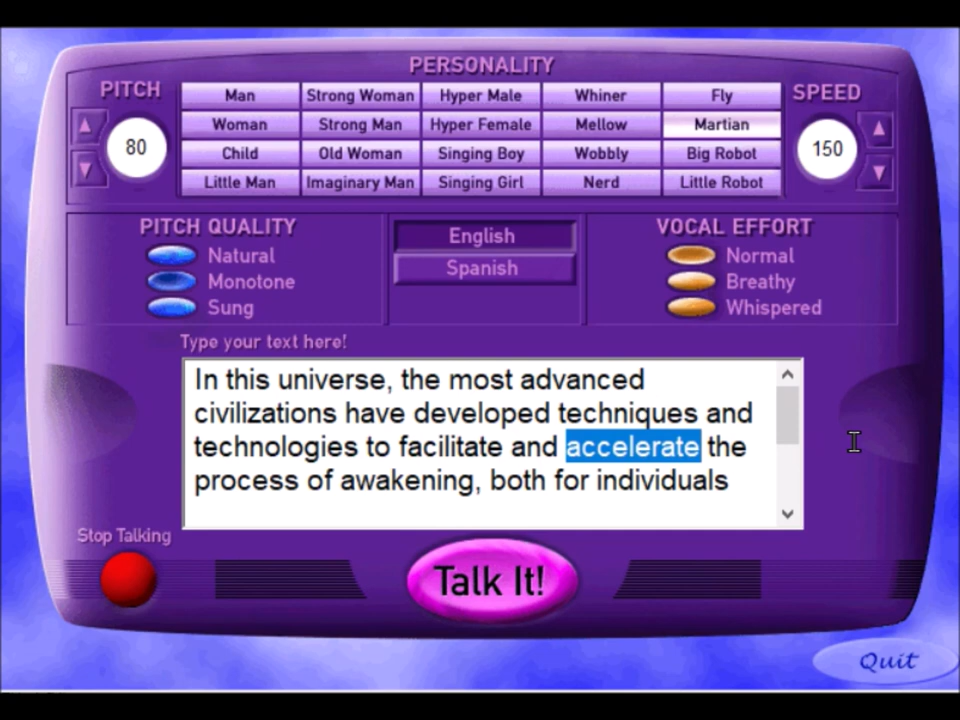 PERSONALITY
PITCH
80
Man Strong Woman Hyper Male Whiner Fly
Woman Strong Man Hyper Female Mellow Martian
Child Old Woman Singing Boy Wobbly Big Robot
Little Man Imaginary Man Singing Girl Nerd Little Robot
SPEED
150
PITCH QUALITY
Natural
Monotone
Sung
English
Spanish
VOCAL EFFORT
Normal
Breathy
Whispered
Type your text here!
In this universe, the most advanced
civilizations have developed techniques and
technologies to facilitate and accelerate the
process of awakening, both for individuals
Stop Talking
Talk It!
Quit